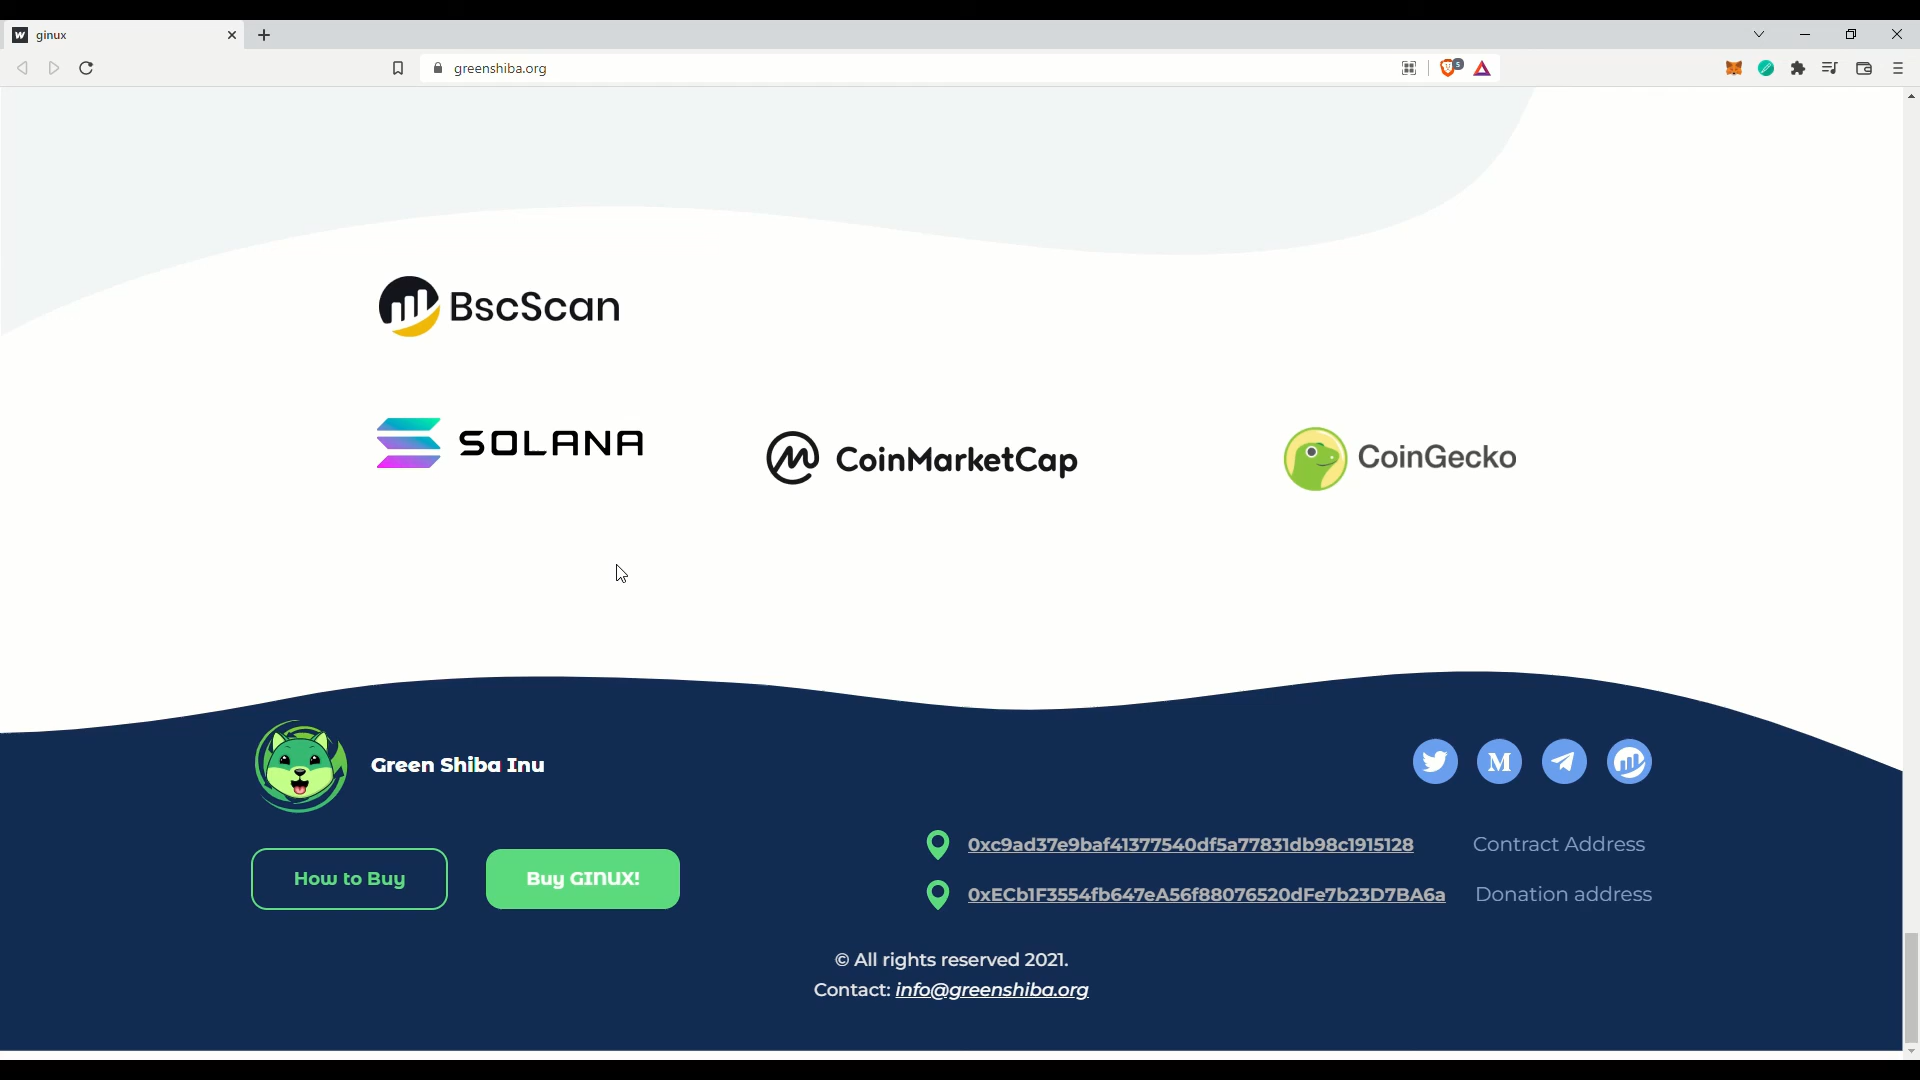 ginux
greenshiba.org
5
BscScan
SOLANA
CoinMarketCap
CoinGecko
Green Shiba Inu
How to Buy
Buy GINUX!
0xc9ad37e9baf41377540df5a77831db98c1915128 Contract Address
0xECb1F3554fb647eA56f88076520dFe7b23D7BA6a Donation address
© All rights reserved 2021.
Contact: info@greenshiba.org